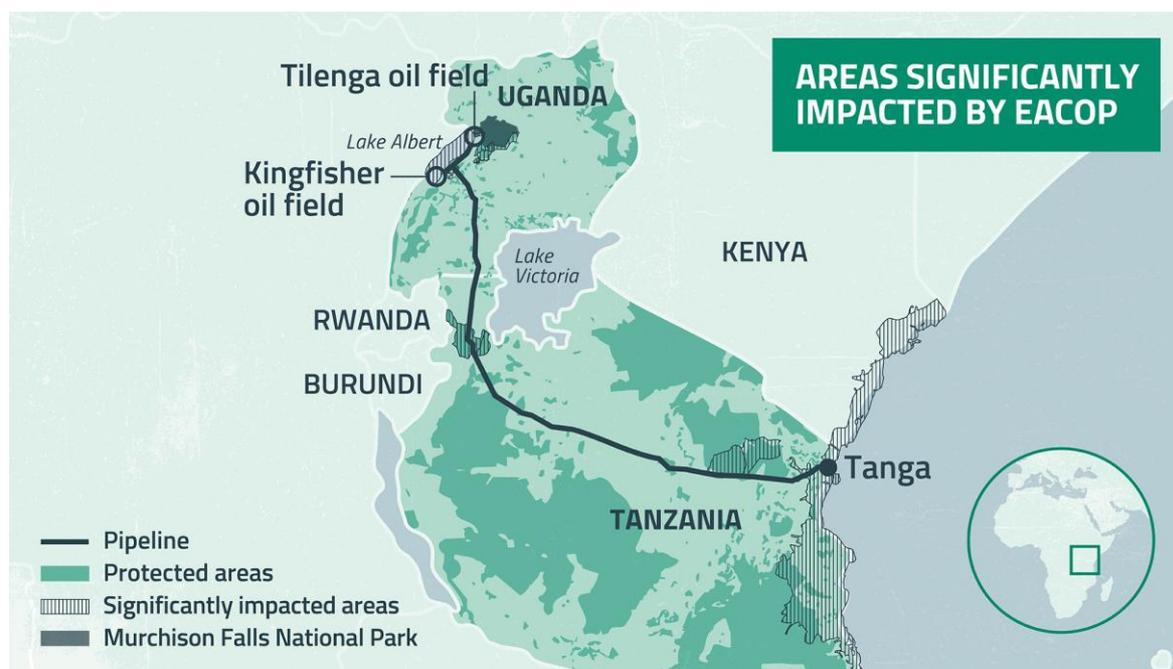 AREAS SIGNIFICANTLY
IMPACTED BY EACOP
Tilenga oil field
UGANDA
Lake Albert
Kingfisher
oil field
Lake
Victoria
KENYA
RWANDA
BURUNDI
Tanga
TANZANIA
Pipeline
Protected areas
Significantly impacted areas
Murchison Falls National Park